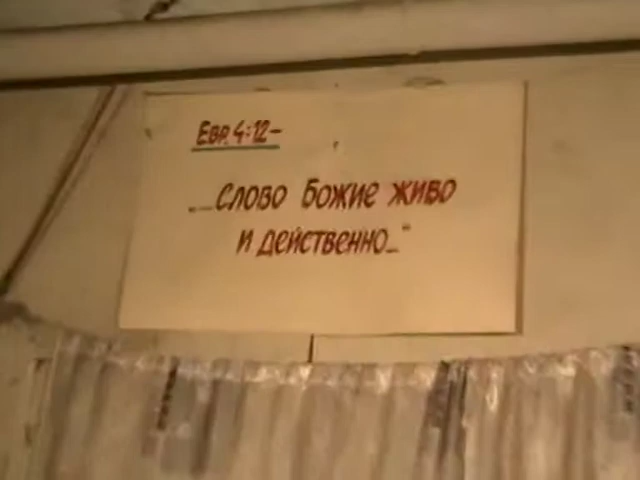 Евр. 4:12-
„...Слово Божие живо
и действенно..."